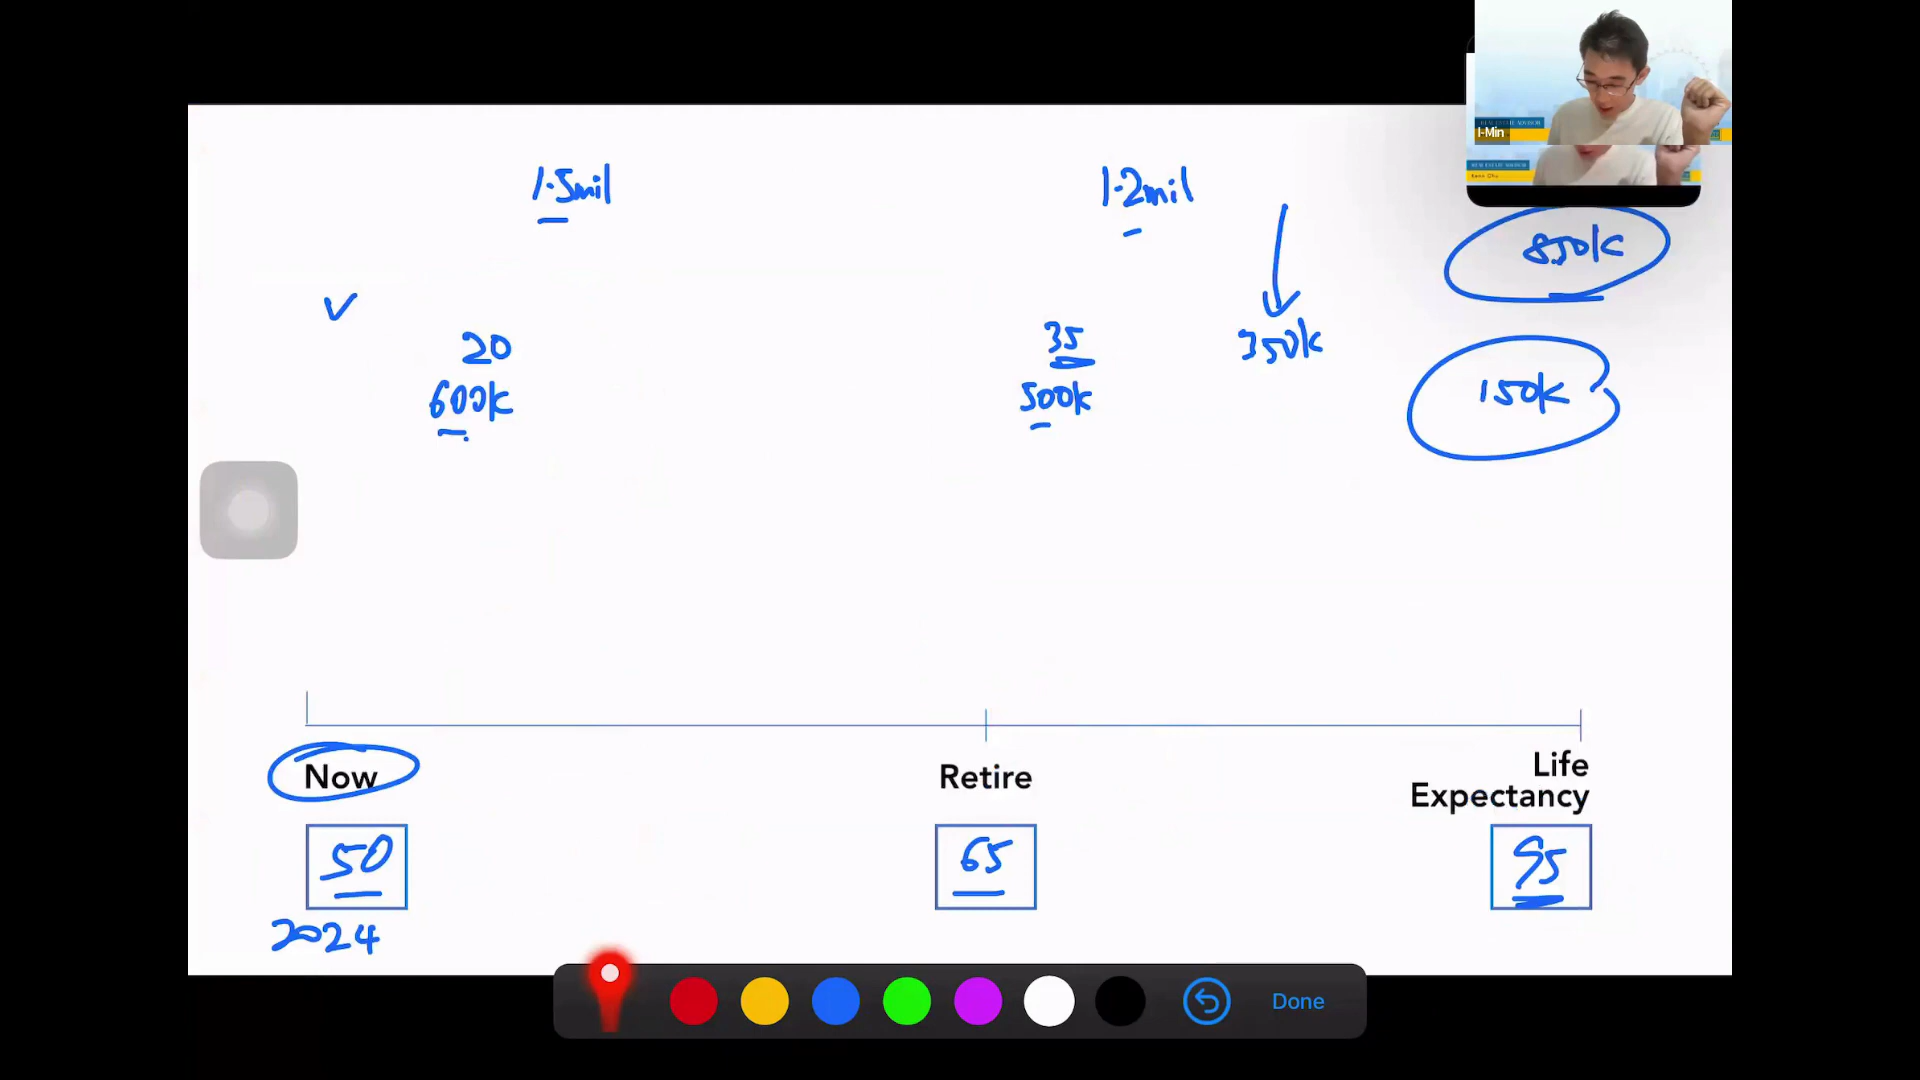 I-Min
1.5mil
1.2mil
850k
350k
150k
20
600k
35
500k
Now
Retire
Life
Expectancy
50
65
95
2024
Done